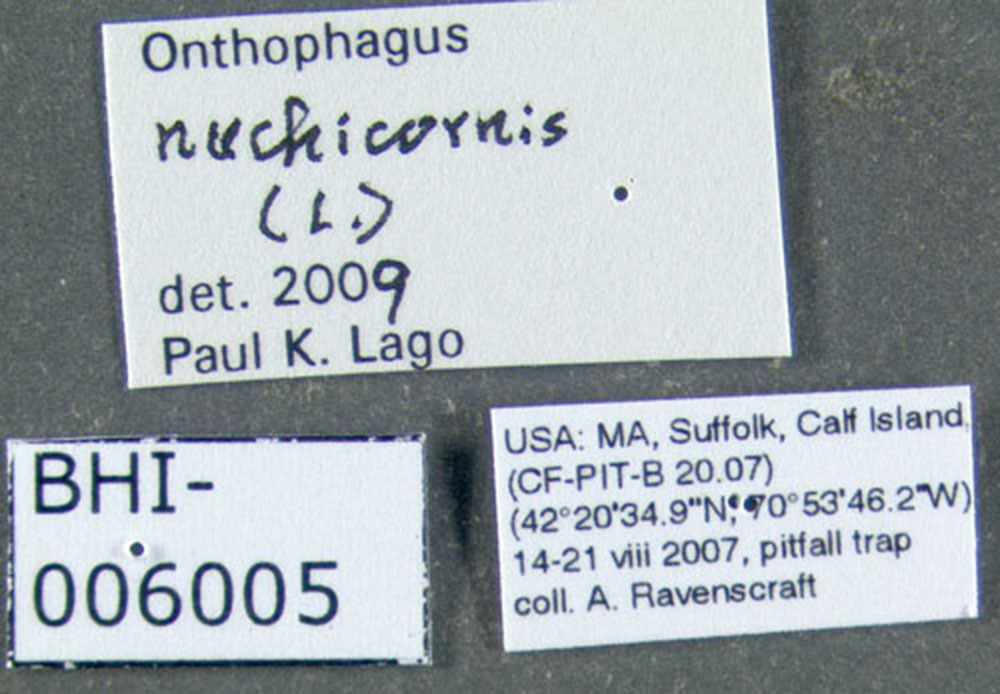 Onthophagus
nuchicornis
(L.)
det. 2009
Paul K. Lago
BHI-
006005
USA: MA, Suffolk, Calf Island,
(CF-PIT-B 20.07)
(42°20'34.9"N; 70°53'46.2"W)
14-21 viii 2007, pitfall trap
coll. A. Ravenscraft